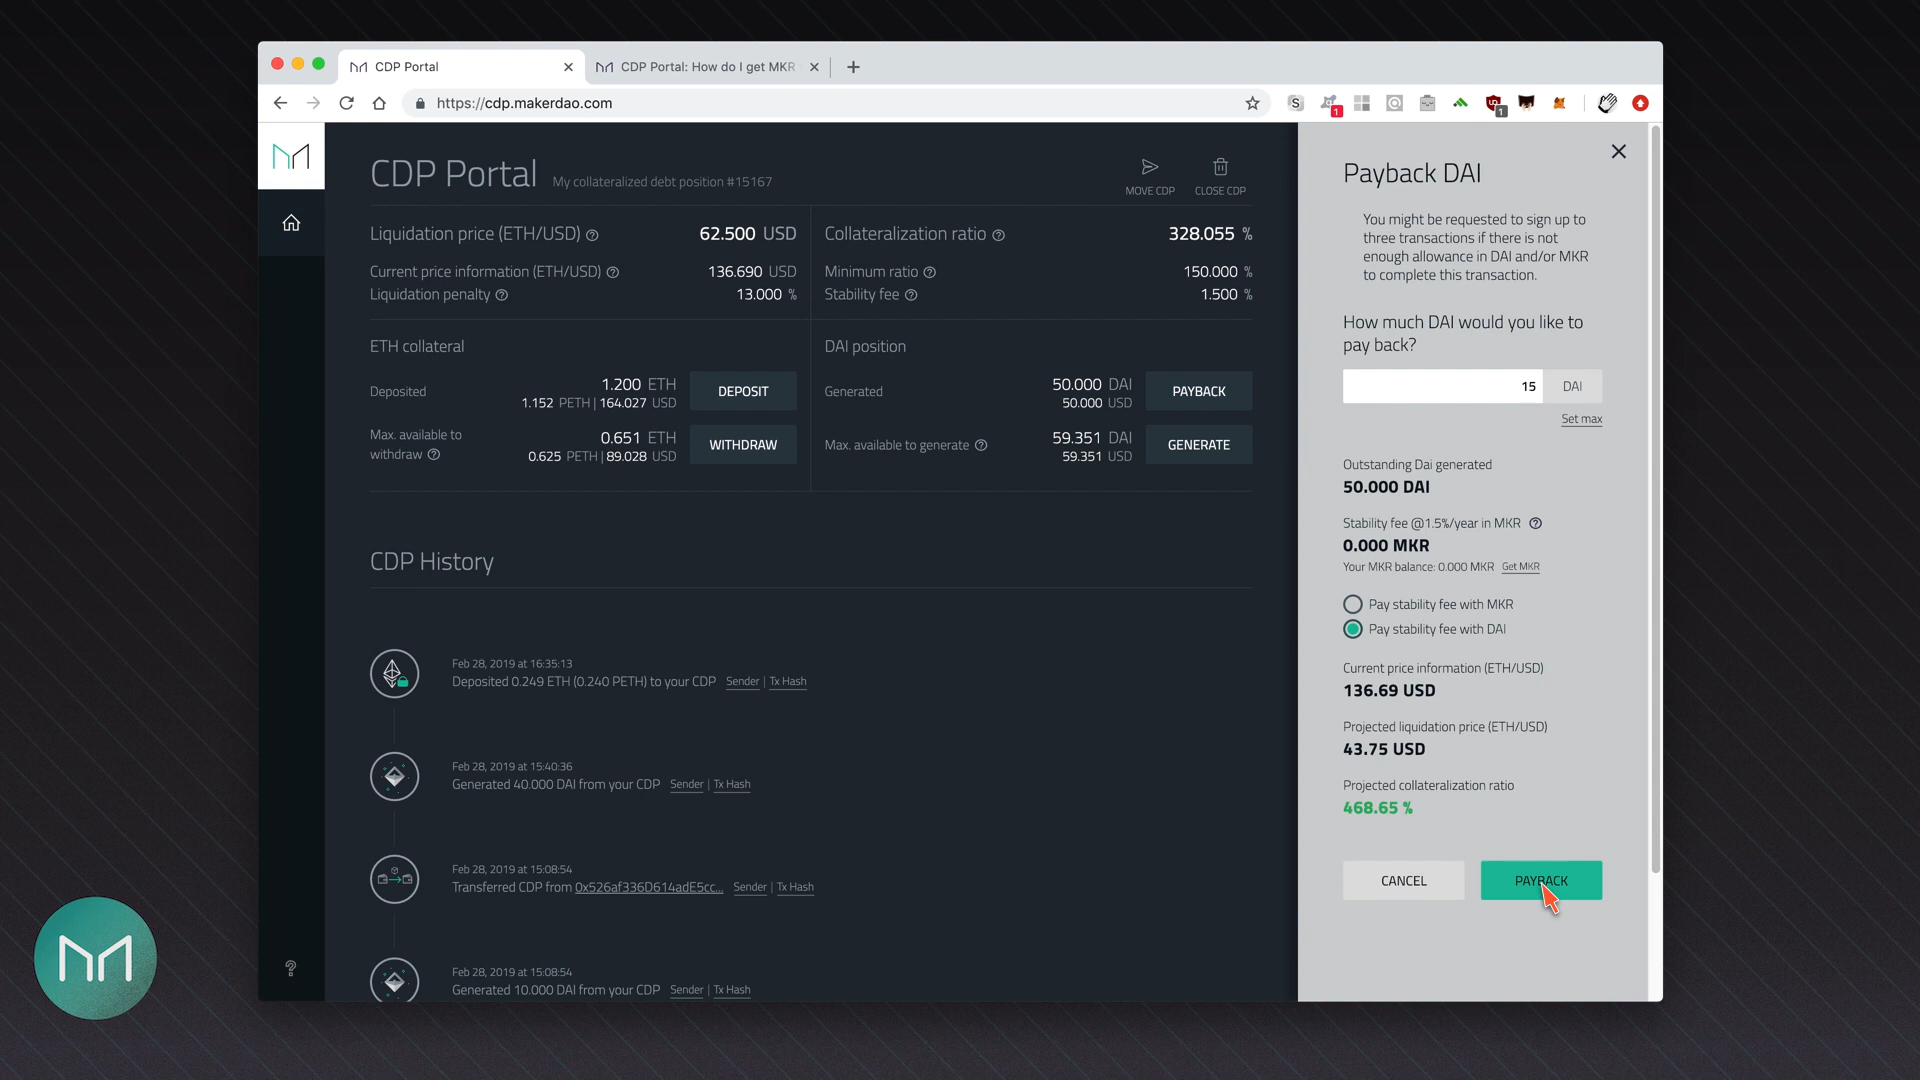 CDP Portal
CDP Portal: How do I get MKR
https://cdp.makerdao.com
S
1
1
CDP Portal
My collateralized debt position #15167
MOVE CDP
CLOSE CDP
Liquidation price (ETH/USD) ?
62.500 USD
Current price information (ETH/USD) ?
136.690 USD
Liquidation penalty ?
13.000 %
Collateralization ratio ?
328.055 %
Minimum ratio ?
150.000 %
Stability fee ?
1.500 %
ETH collateral
Deposited
1.200 ETH
1.152 PETH | 164.027 USD
DEPOSIT
Max. available to
withdraw ?
0.651 ETH
0.625 PETH | 89.028 USD
WITHDRAW
DAI position
Generated
50.000 DAI
50.000 USD
PAYBACK
Max. available to generate ?
59.351 DAI
59.351 USD
GENERATE
CDP History
Feb 28, 2019 at 16:35:13
Deposited 0.249 ETH (0.240 PETH) to your CDP Sender | Tx Hash
Feb 28, 2019 at 15:40:36
Generated 40.000 DAI from your CDP Sender | Tx Hash
Feb 28, 2019 at 15:08:54
Transferred CDP from 0x526af336D614adE5cc... Sender | Tx Hash
Feb 28, 2019 at 15:08:54
Generated 10.000 DAI from your CDP Sender | Tx Hash
?
Payback DAI
You might be requested to sign up to
three transactions if there is not
enough allowance in DAI and/or MKR
to complete this transaction.
How much DAI would you like to
pay back?
15 DAI
Set max
Outstanding Dai generated
50.000 DAI
Stability fee @1.5%/year in MKR ?
0.000 MKR
Your MKR balance: 0.000 MKR Get MKR
Pay stability fee with MKR
Pay stability fee with DAI
Current price information (ETH/USD)
136.69 USD
Projected liquidation price (ETH/USD)
43.75 USD
Projected collateralization ratio
468.65 %
CANCEL
PAYBACK